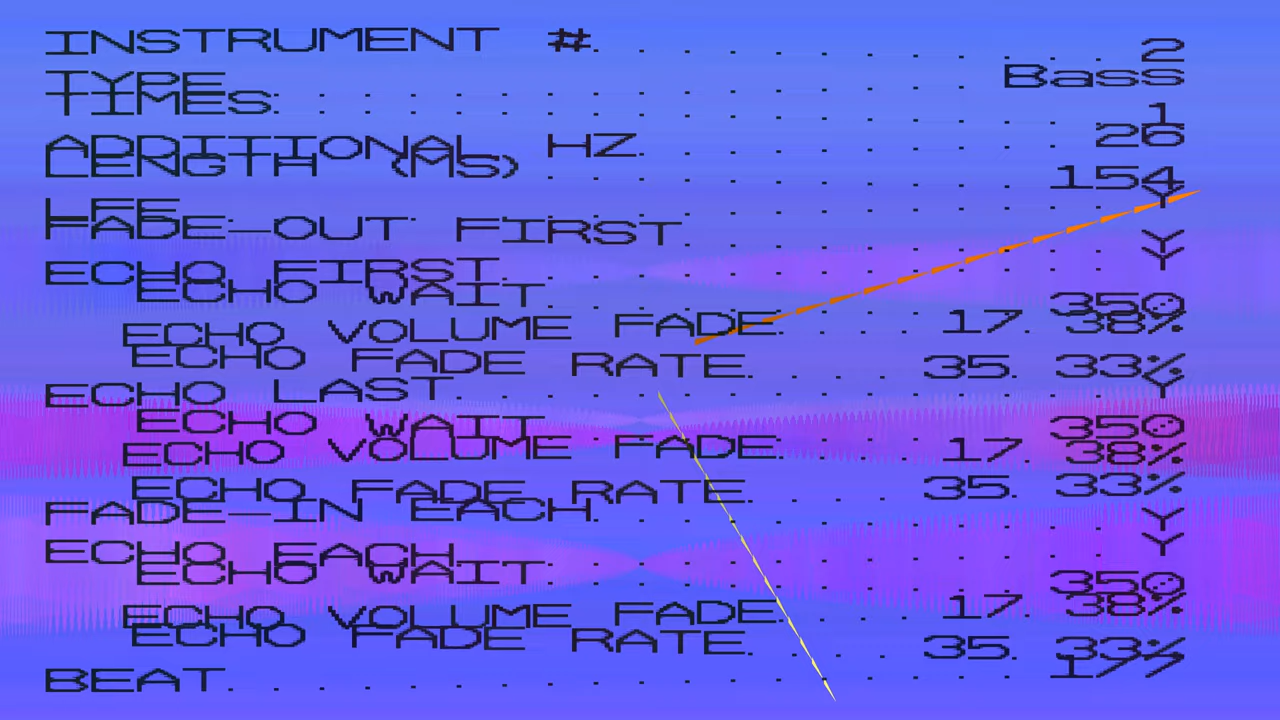 INSTRUMENT #. . . . . . . . . . . . 2
TYPE. . . . . . . . . . . . . . . . Bass
TIMES. . . . . . . . . . . . . . . . 1
ADDITIONAL HZ. . . . . . . . . . 26
LENGTH (MS). . . . . . . . . . . . 154
LFE. . . . . . . . . . . . . . . . Y
FADE-OUT FIRST. . . . . . . . . . Y
ECHO FIRST. . . . . . . . . . . . Y
ECHO WAIT. . . . . . . . . . . . 350
ECHO VOLUME FADE. . . . 17. 38%
ECHO FADE RATE. . . . . 35. 33%
ECHO LAST. . . . . . . . . . . . Y
ECHO WAIT. . . . . . . . . . . . 350
ECHO VOLUME FADE. . . . 17. 38%
ECHO FADE RATE. . . . . 35. 33%
FADE-IN EACH. . . . . . . . . . . Y
ECHO EACH. . . . . . . . . . . . Y
ECHO WAIT. . . . . . . . . . . . 350
ECHO VOLUME FADE. . . . 17. 38%
ECHO FADE RATE. . . . . 35. 33%
BEAT. . . . . . . . . . . . . . . . 197